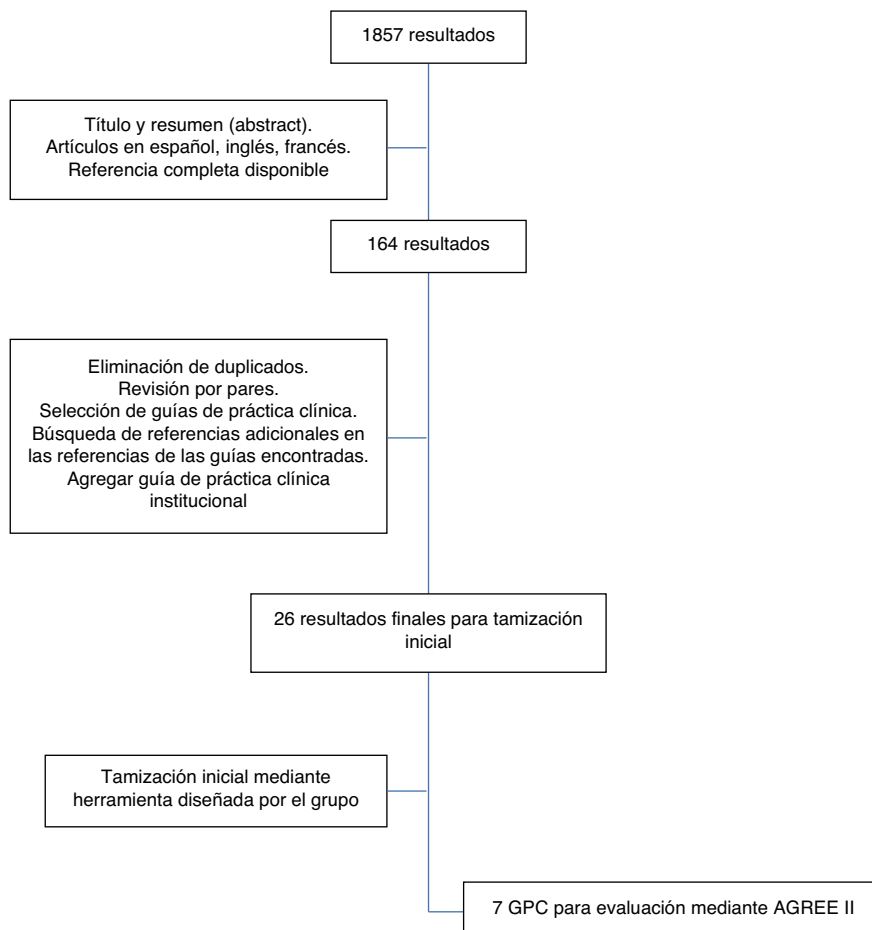 1857 resultados
Título y resumen (abstract).
Artículos en español, inglés, francés.
Referencia completa disponible
164 resultados
Eliminación de duplicados.
Revisión por pares.
Selección de guías de práctica clínica.
Búsqueda de referencias adicionales en
las referencias de las guías encontradas.
Agregar guía de práctica clínica
institucional
26 resultados finales para tamización
inicial
Tamización inicial mediante
herramienta diseñada por el grupo
7 GPC para evaluación mediante AGREE II